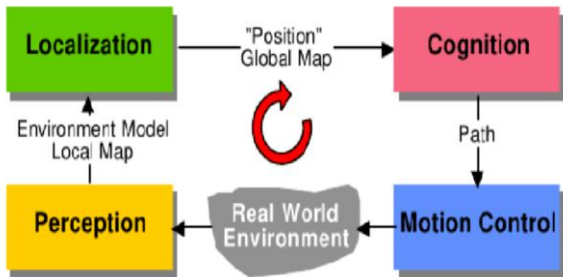 Localization
"Position"
Global Map
Cognition
Environment Model
Local Map
Path
Perception
Real World
Environment
Motion Control